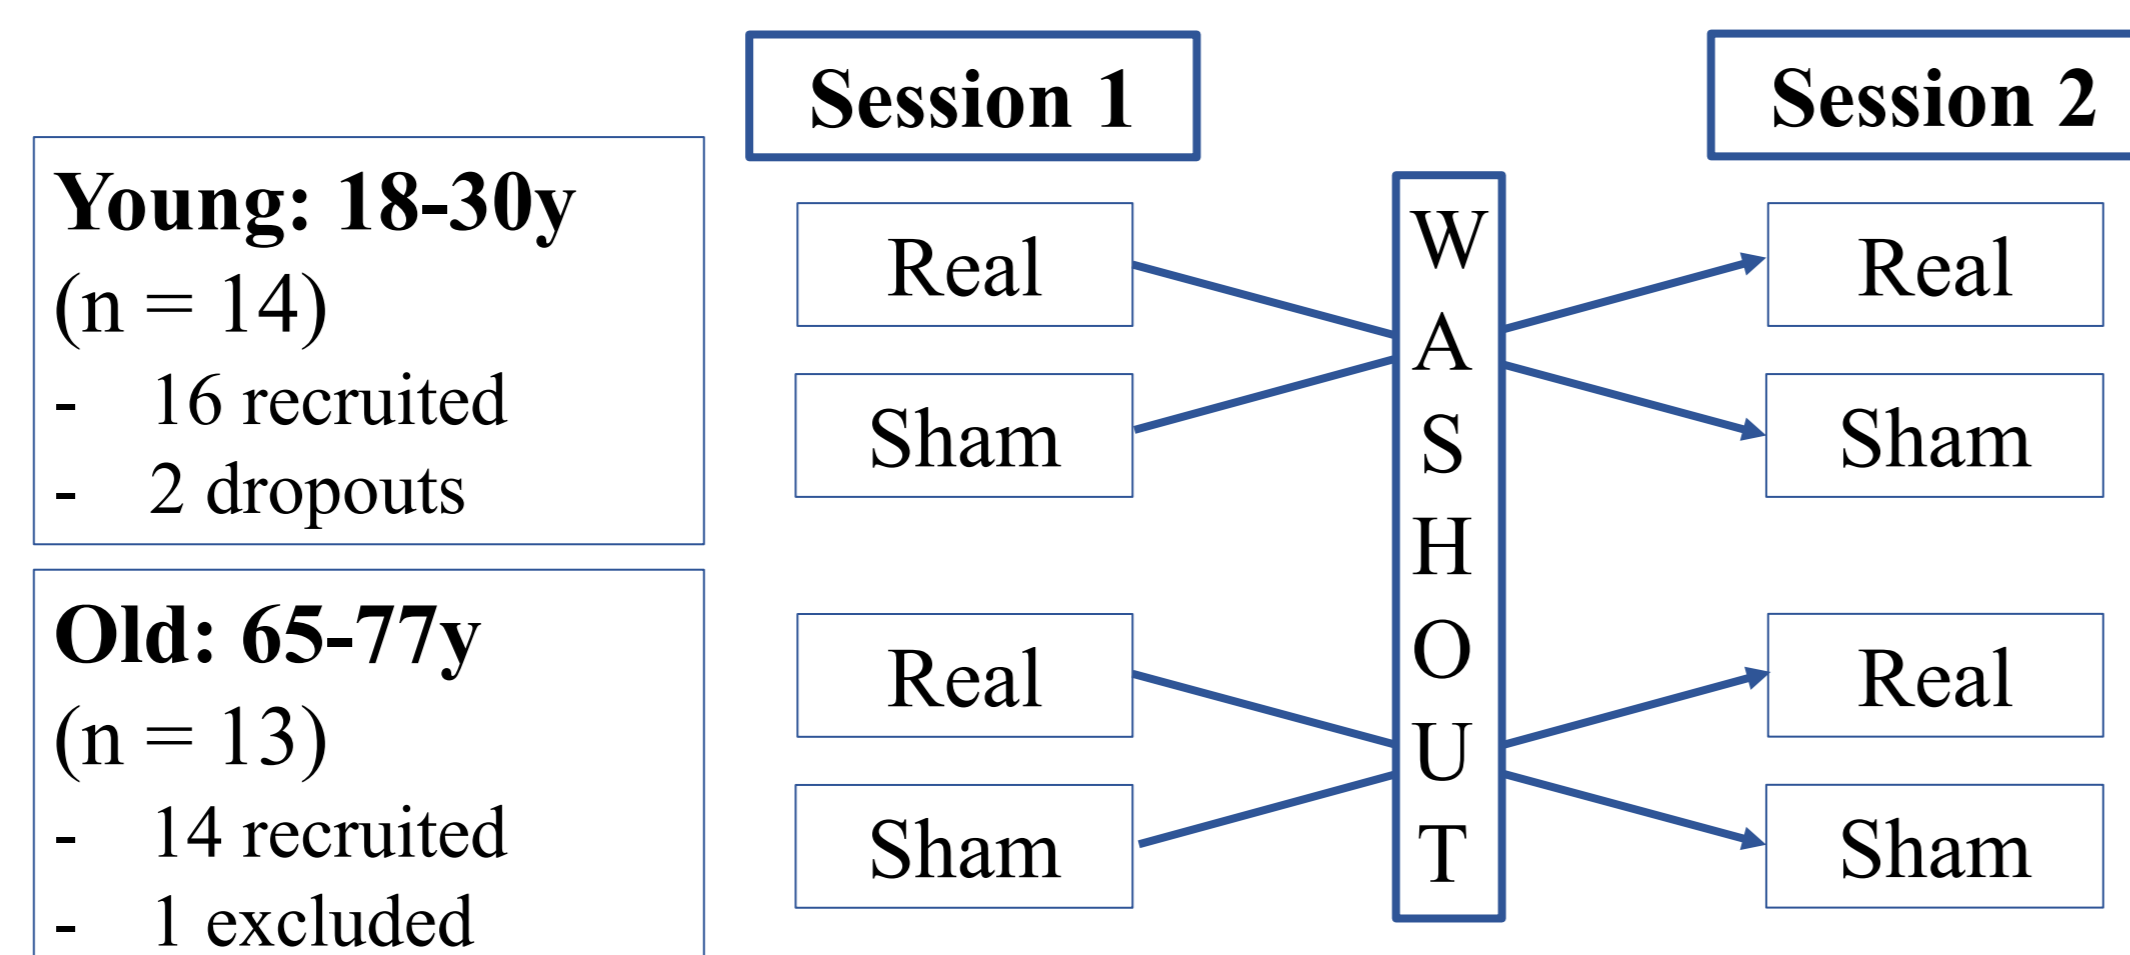 Session 1
Session 2
Young: 18-30y
(n = 14)
- 16 recruited
- 2 dropouts
Old: 65-77y
(n = 13)
- 14 recruited
- 1 excluded
Real
Sham
Real
Sham
W
A
S
H
O
U
T
Real
Sham
Real
Sham